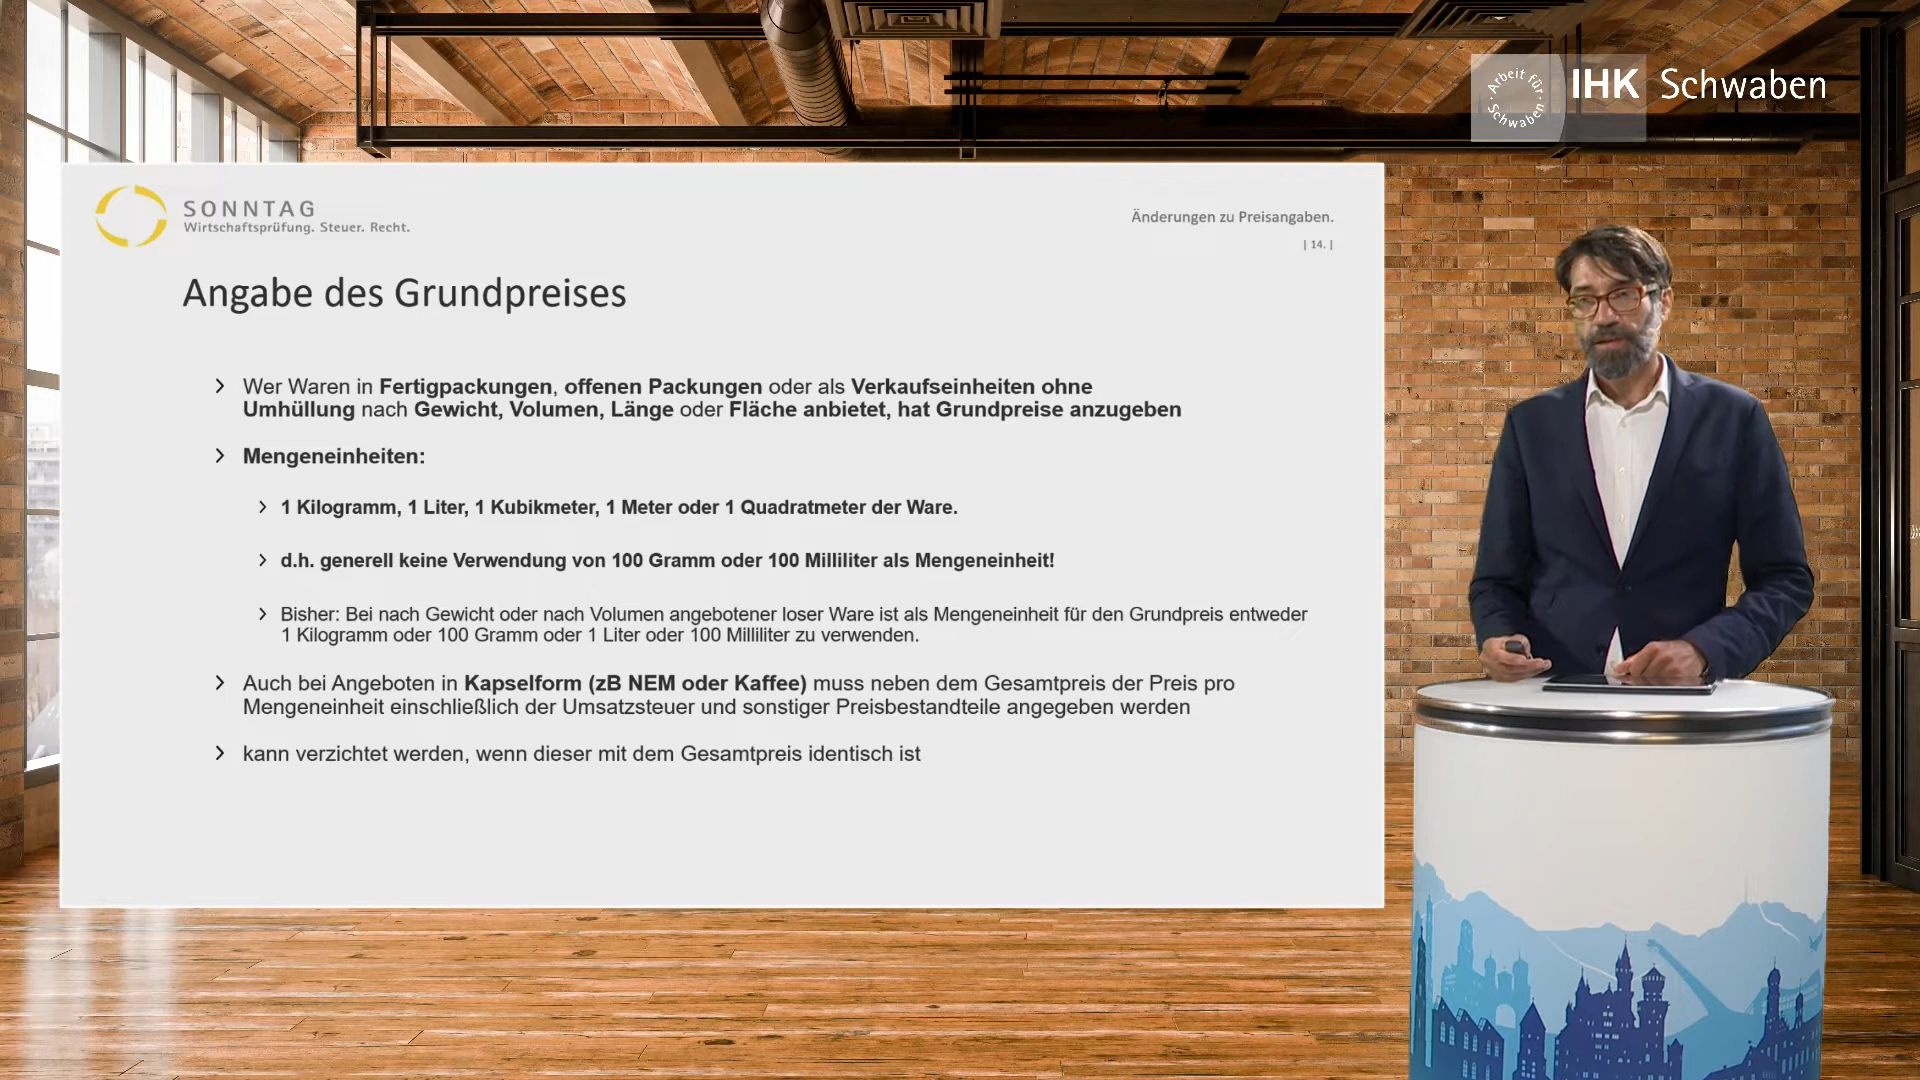 Arbeit für
Schwaben
IHK Schwaben
SONNTAG
Wirtschaftsprüfung. Steuer. Recht.
Änderungen zu Preisangaben.
| 14. |
Angabe des Grundpreises
Wer Waren in Fertigpackungen, offenen Packungen oder als Verkaufseinheiten ohne
Umhüllung nach Gewicht, Volumen, Länge oder Fläche anbietet, hat Grundpreise anzugeben
Mengeneinheiten:
1 Kilogramm, 1 Liter, 1 Kubikmeter, 1 Meter oder 1 Quadratmeter der Ware.
d.h. generell keine Verwendung von 100 Gramm oder 100 Milliliter als Mengeneinheit!
Bisher: Bei nach Gewicht oder nach Volumen angebotener loser Ware ist als Mengeneinheit für den Grundpreis entweder
1 Kilogramm oder 100 Gramm oder 1 Liter oder 100 Milliliter zu verwenden.
Auch bei Angeboten in Kapselform (zB NEM oder Kaffee) muss neben dem Gesamtpreis der Preis pro
Mengeneinheit einschließlich der Umsatzsteuer und sonstiger Preisbestandteile angegeben werden
kann verzichtet werden, wenn dieser mit dem Gesamtpreis identisch ist